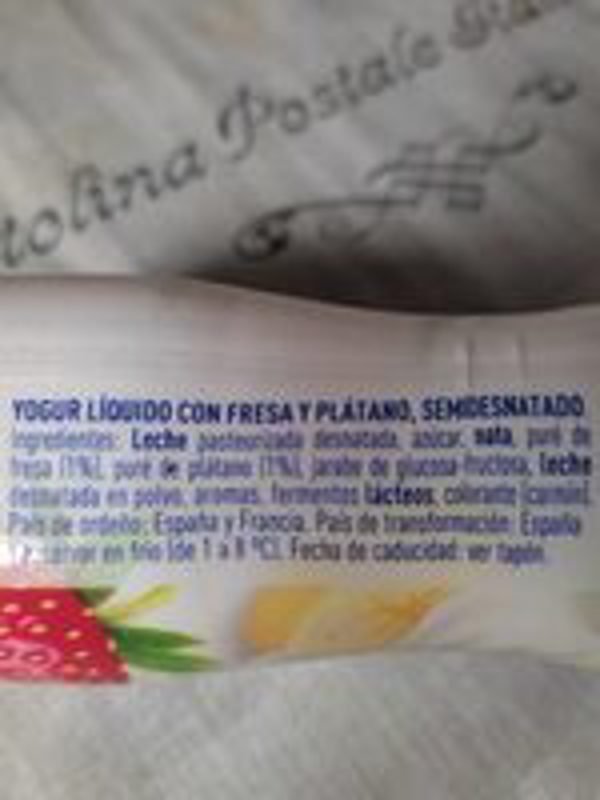 tolina Postale
YOGUR LÍQUIDO CON FRESA Y PLÁTANO, SEMIDESNATADO
Ingredientes: Leche pasteurizada desnatada, azúcar, nata, puré de
fresa (1%), puré de plátano (1%), jarabe de glucosa-fructosa, leche
desnatada en polvo, aromas, fermentos lácteos, colorante (carmín).
País de ordeño: España y Francia. País de transformación: España
en frío (de 1 a 8 ºC). Fecha de caducidad: ver tapón.